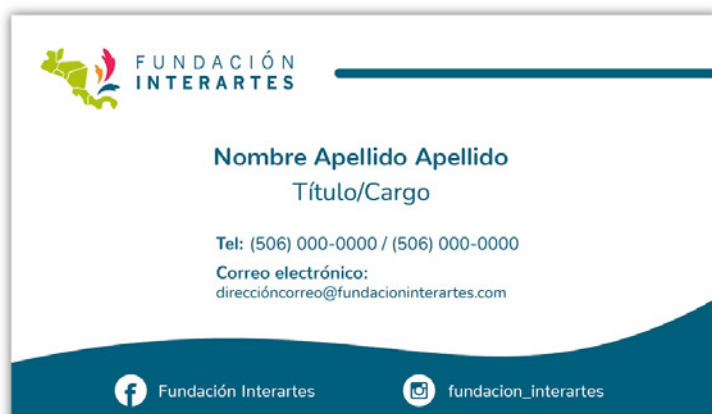 FUNDACIÓN
INTERARTES
Nombre Apellido Apellido
Título/Cargo
Tel: (506) 000-0000 / (506) 000-0000
Correo electrónico:
direccióncorreo@fundacioninterartes.com
Fundación Interartes
fundacion_interartes